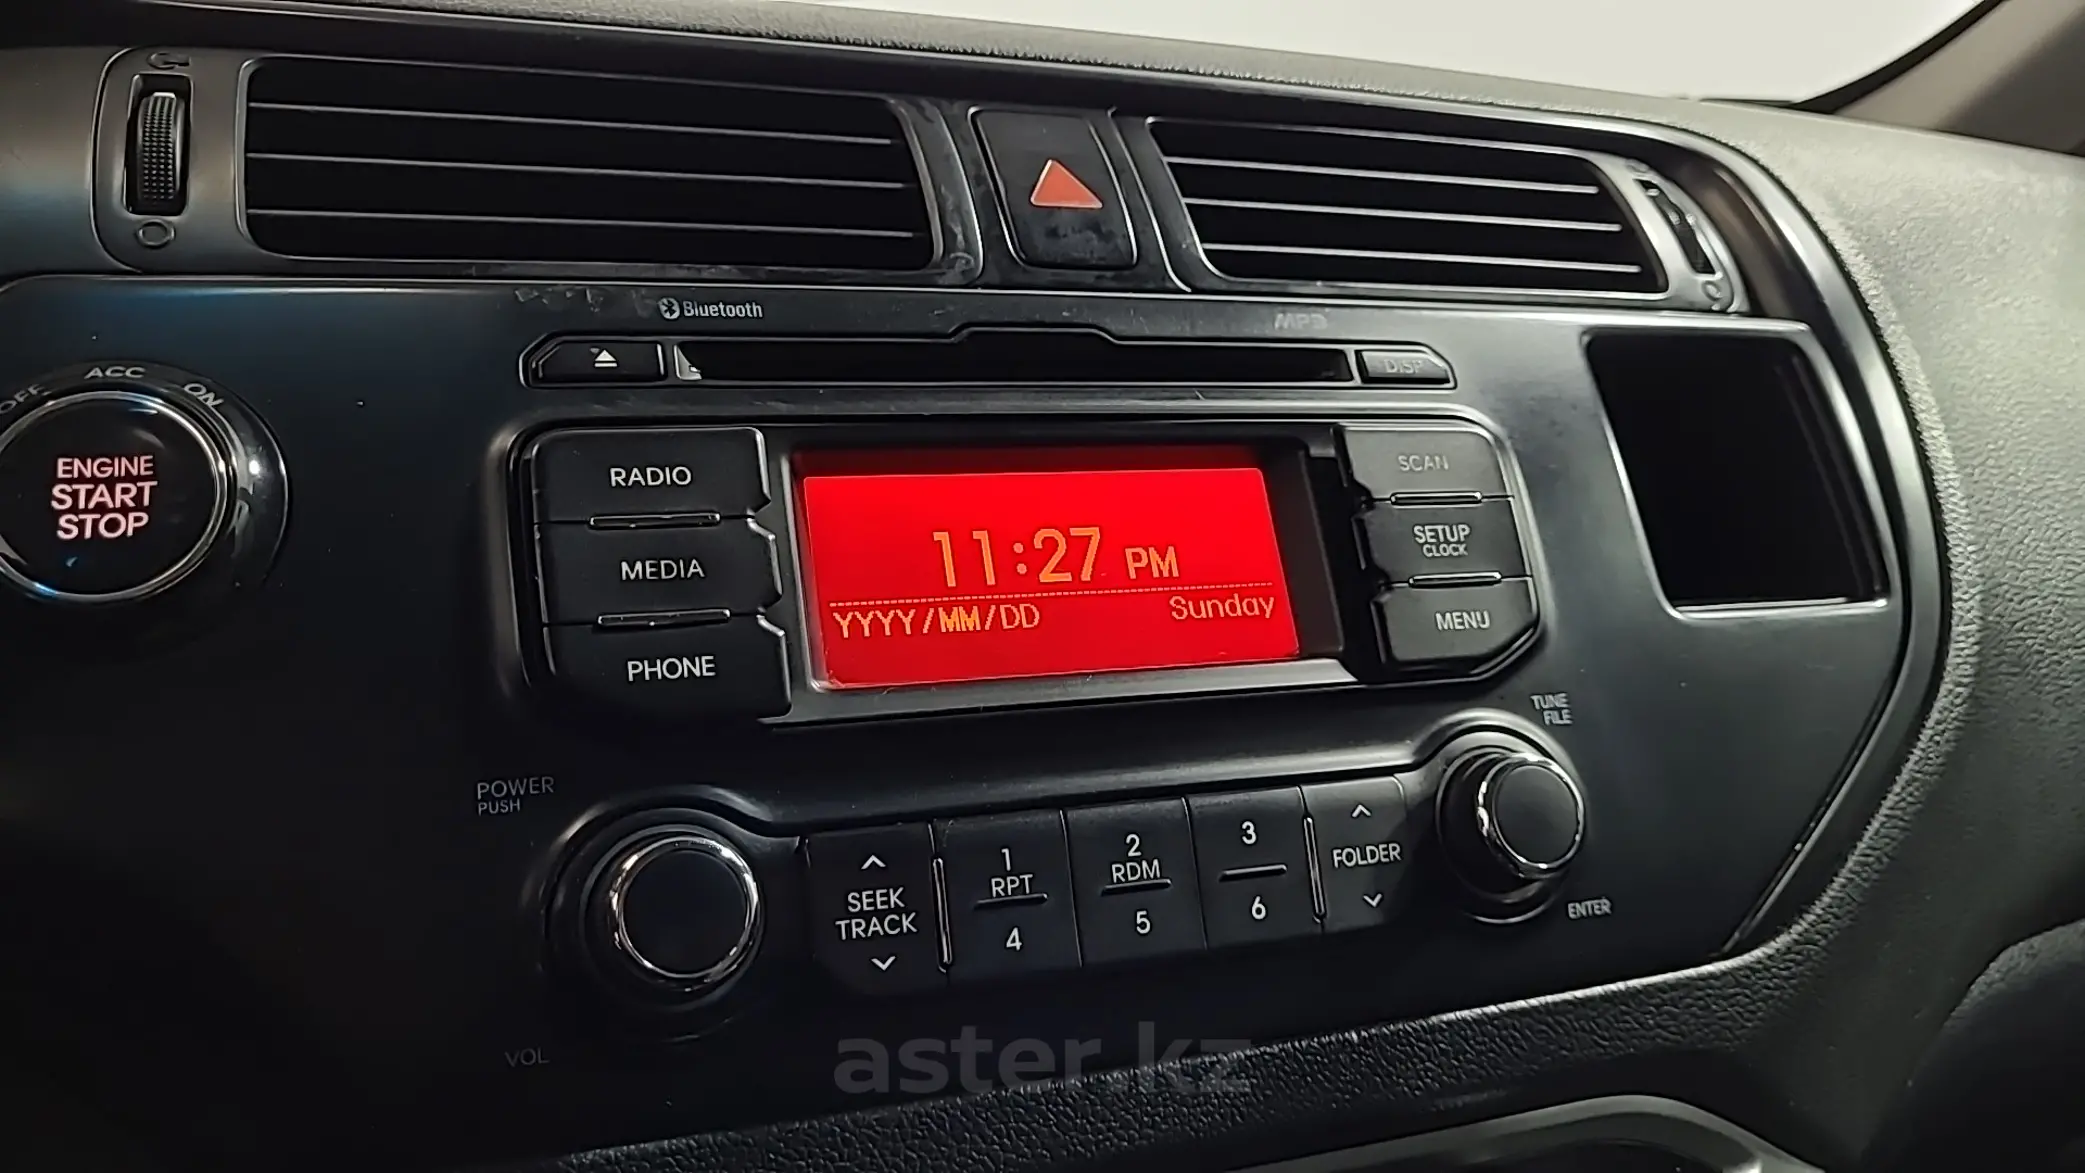 Bluetooth
MP3
DISP
OFF ACC ON
ENGINE
START
STOP
RADIO
MEDIA
PHONE
11:27 PM
YYYY/MM/DD Sunday
SCAN
SETUP
CLOCK
MENU
TUNE
FILE
POWER
PUSH
VOL
SEEK
TRACK
1
RPT
4
2
RDM
5
3
6
FOLDER
ENTER
aster.kz